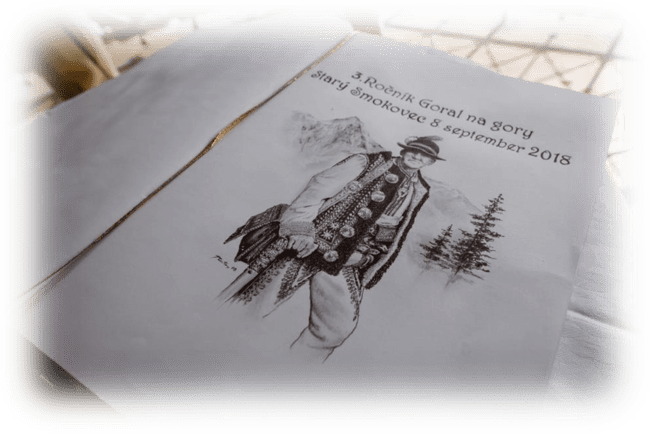 3.Ročník Goral na gory
Starý Smokovec 8 september 2018